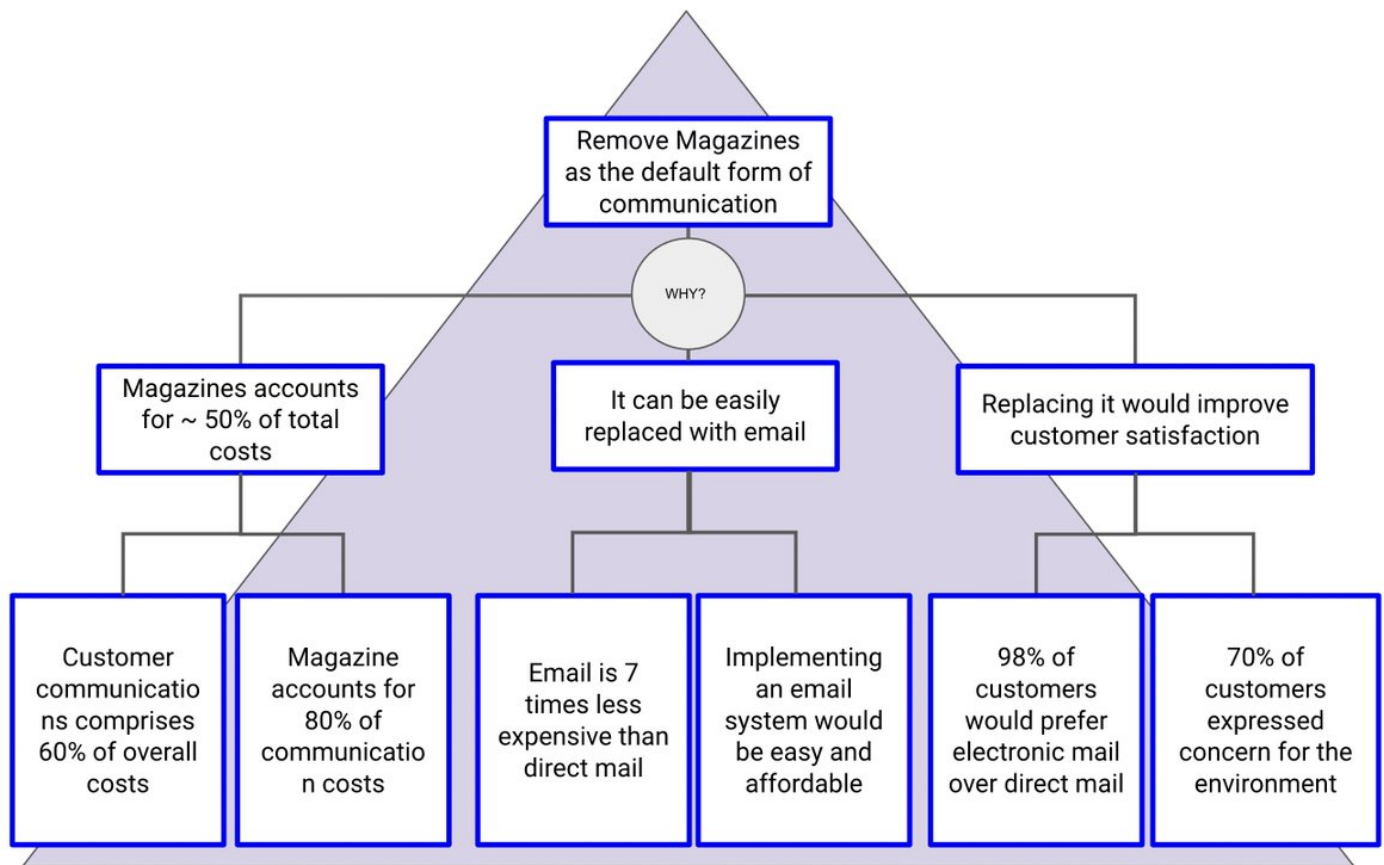 Remove Magazines
as the default form of
communication
WHY?
Magazines accounts
for ~ 50% of total
costs
It can be easily
replaced with email
Replacing it would improve
customer satisfaction
Customer
communicatio
ns comprises
60% of overall
costs
Magazine
accounts for
80% of
communicatio
n costs
Email is 7
times less
expensive than
direct mail
Implementing
an email
system would
be easy and
affordable
98% of
customers
would prefer
electronic mail
over direct mail
70% of
customers
expressed
concern for the
environment